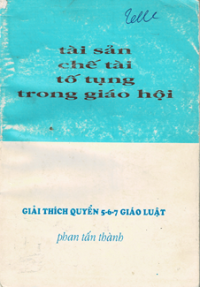 tài sản
chế tài
tố tụng
trong giáo hội
GIẢI THÍCH QUYỂN 5-6-7 GIÁO LUẬT
phan tấn thành